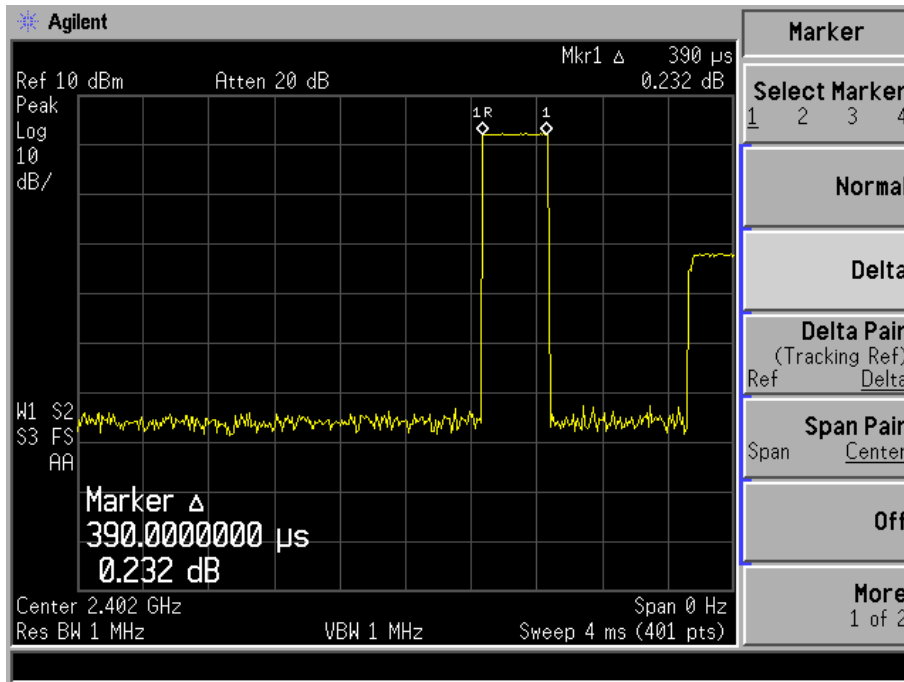 Agilent
Marker
Mkr1 Δ 390 µs
Ref 10 dBm Atten 20 dB 0.232 dB
Peak
Log
10
dB/
1R 1
Select Marker
1 2 3 4
Normal
Delta
Delta Pair
(Tracking Ref)
Ref Delta
W1 S2
S3 FS
AA
Span Pair
Span Center
Marker Δ
390.0000000 µs
0.232 dB
Off
Center 2.402 GHz Span 0 Hz
Res BW 1 MHz VBW 1 MHz Sweep 4 ms (401 pts)
More
1 of 2